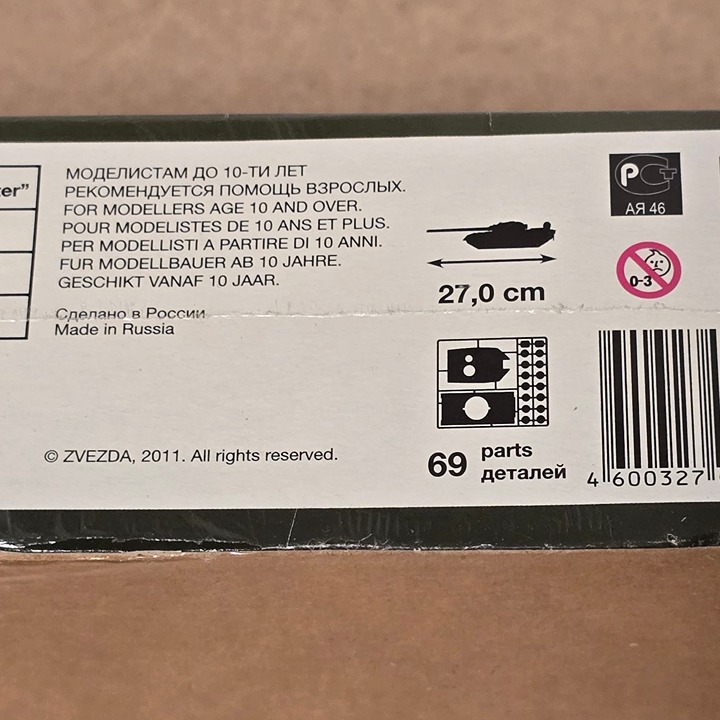 ter”
МОДЕЛИСТАМ ДО 10-ТИ ЛЕТ
РЕКОМЕНДУЕТСЯ ПОМОЩЬ ВЗРОСЛЫХ.
FOR MODELLERS AGE 10 AND OVER.
POUR MODELISTES DE 10 ANS ET PLUS.
PER MODELLISTI A PARTIRE DI 10 ANNI.
FUR MODELLBAUER AB 10 JAHRE.
GESCHIKT VANAF 10 JAAR.
Сделано в России
Made in Russia
© ZVEZDA, 2011. All rights reserved.
27,0 cm
69 parts
деталей
РСТ
АЯ 46
0-3
4 600327